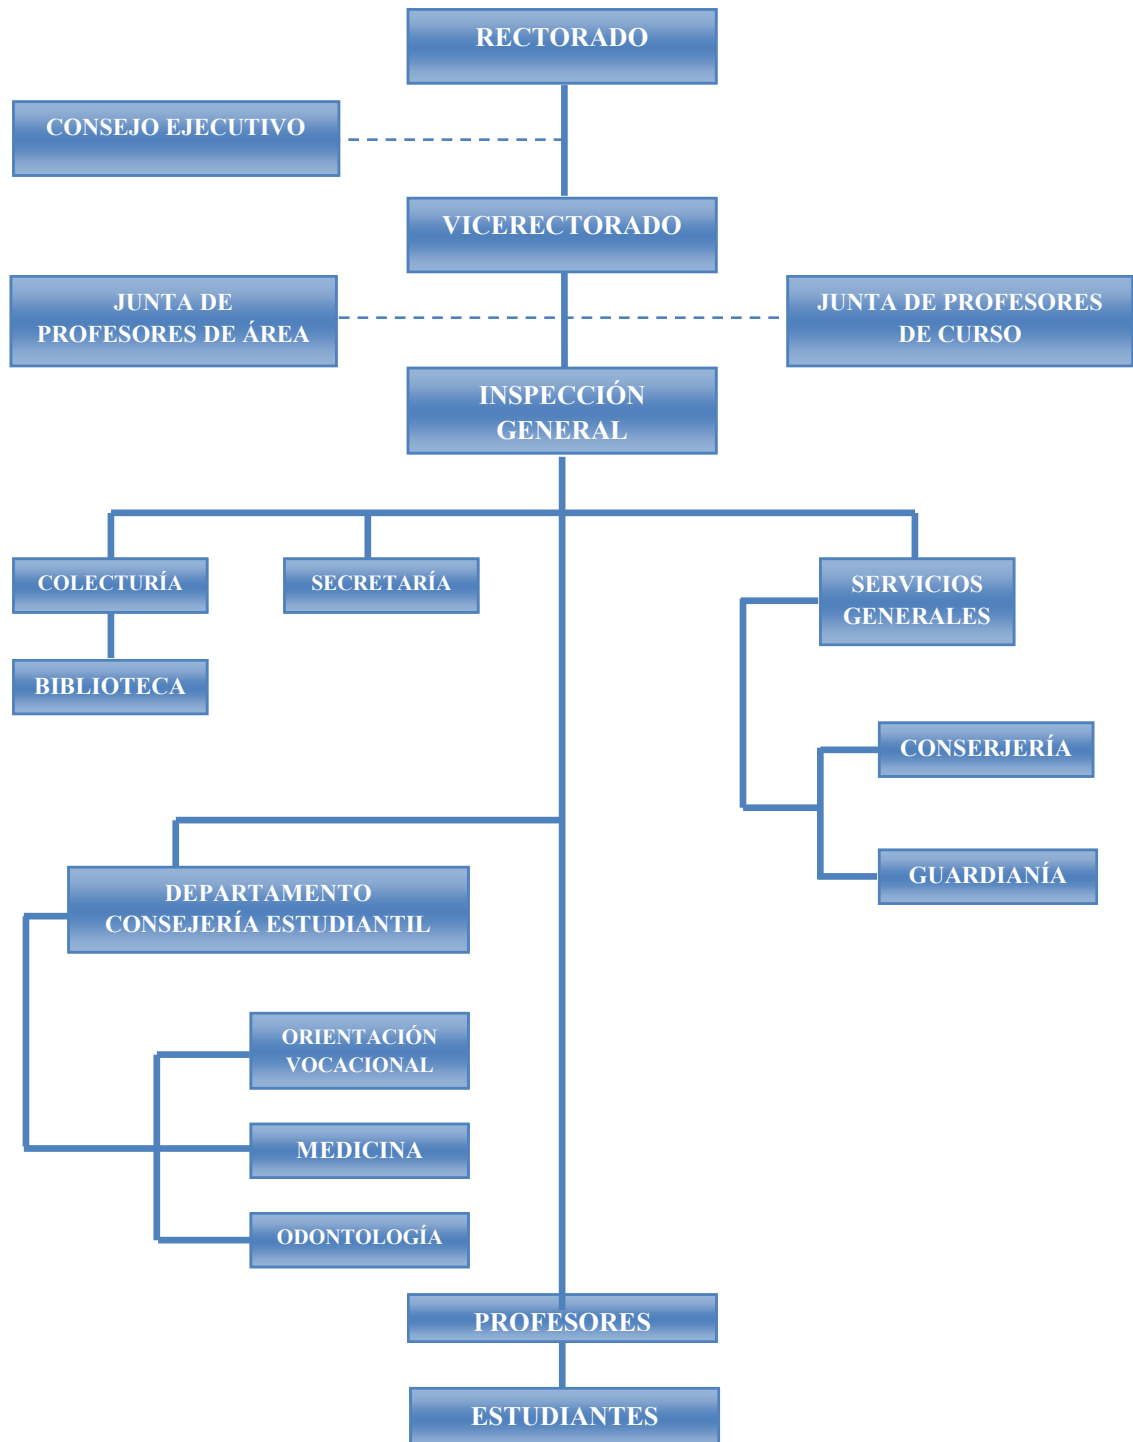 RECTORADO
CONSEJO EJECUTIVO
VICERECTORADO
JUNTA DE
PROFESORES DE ÁREA
JUNTA DE PROFESORES
DE CURSO
INSPECCIÓN
GENERAL
COLECTURÍA
SECRETARÍA
SERVICIOS
GENERALES
BIBLIOTECA
CONSERJERÍA
GUARDIANÍA
DEPARTAMENTO
CONSEJERÍA ESTUDIANTIL
ORIENTACIÓN
VOCACIONAL
MEDICINA
ODONTOLOGÍA
PROFESORES
ESTUDIANTES